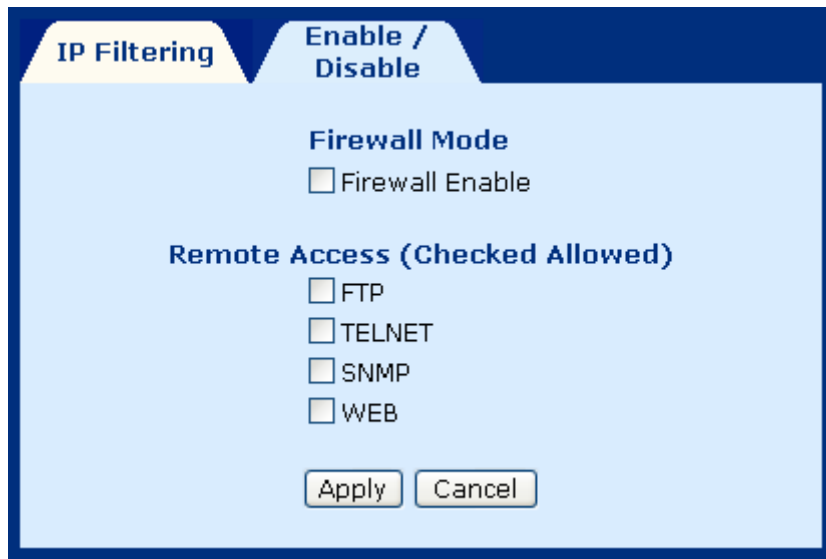 IP Filtering
Enable /
Disable
Firewall Mode
Firewall Enable
Remote Access (Checked Allowed)
FTP
TELNET
SNMP
WEB
Apply Cancel